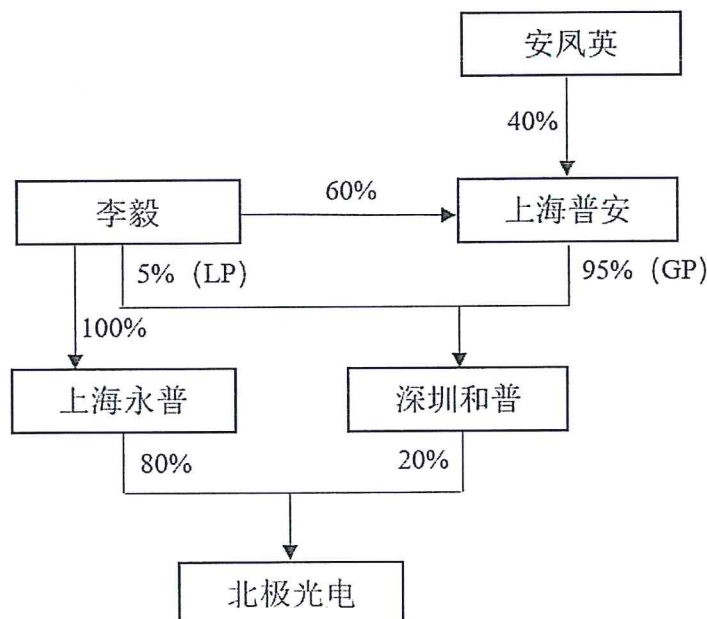 安凤英
40%
李毅
60%
上海普安
5%（LP）
95%（GP）
100%
上海永普
深圳和普
80%
20%
北极光电